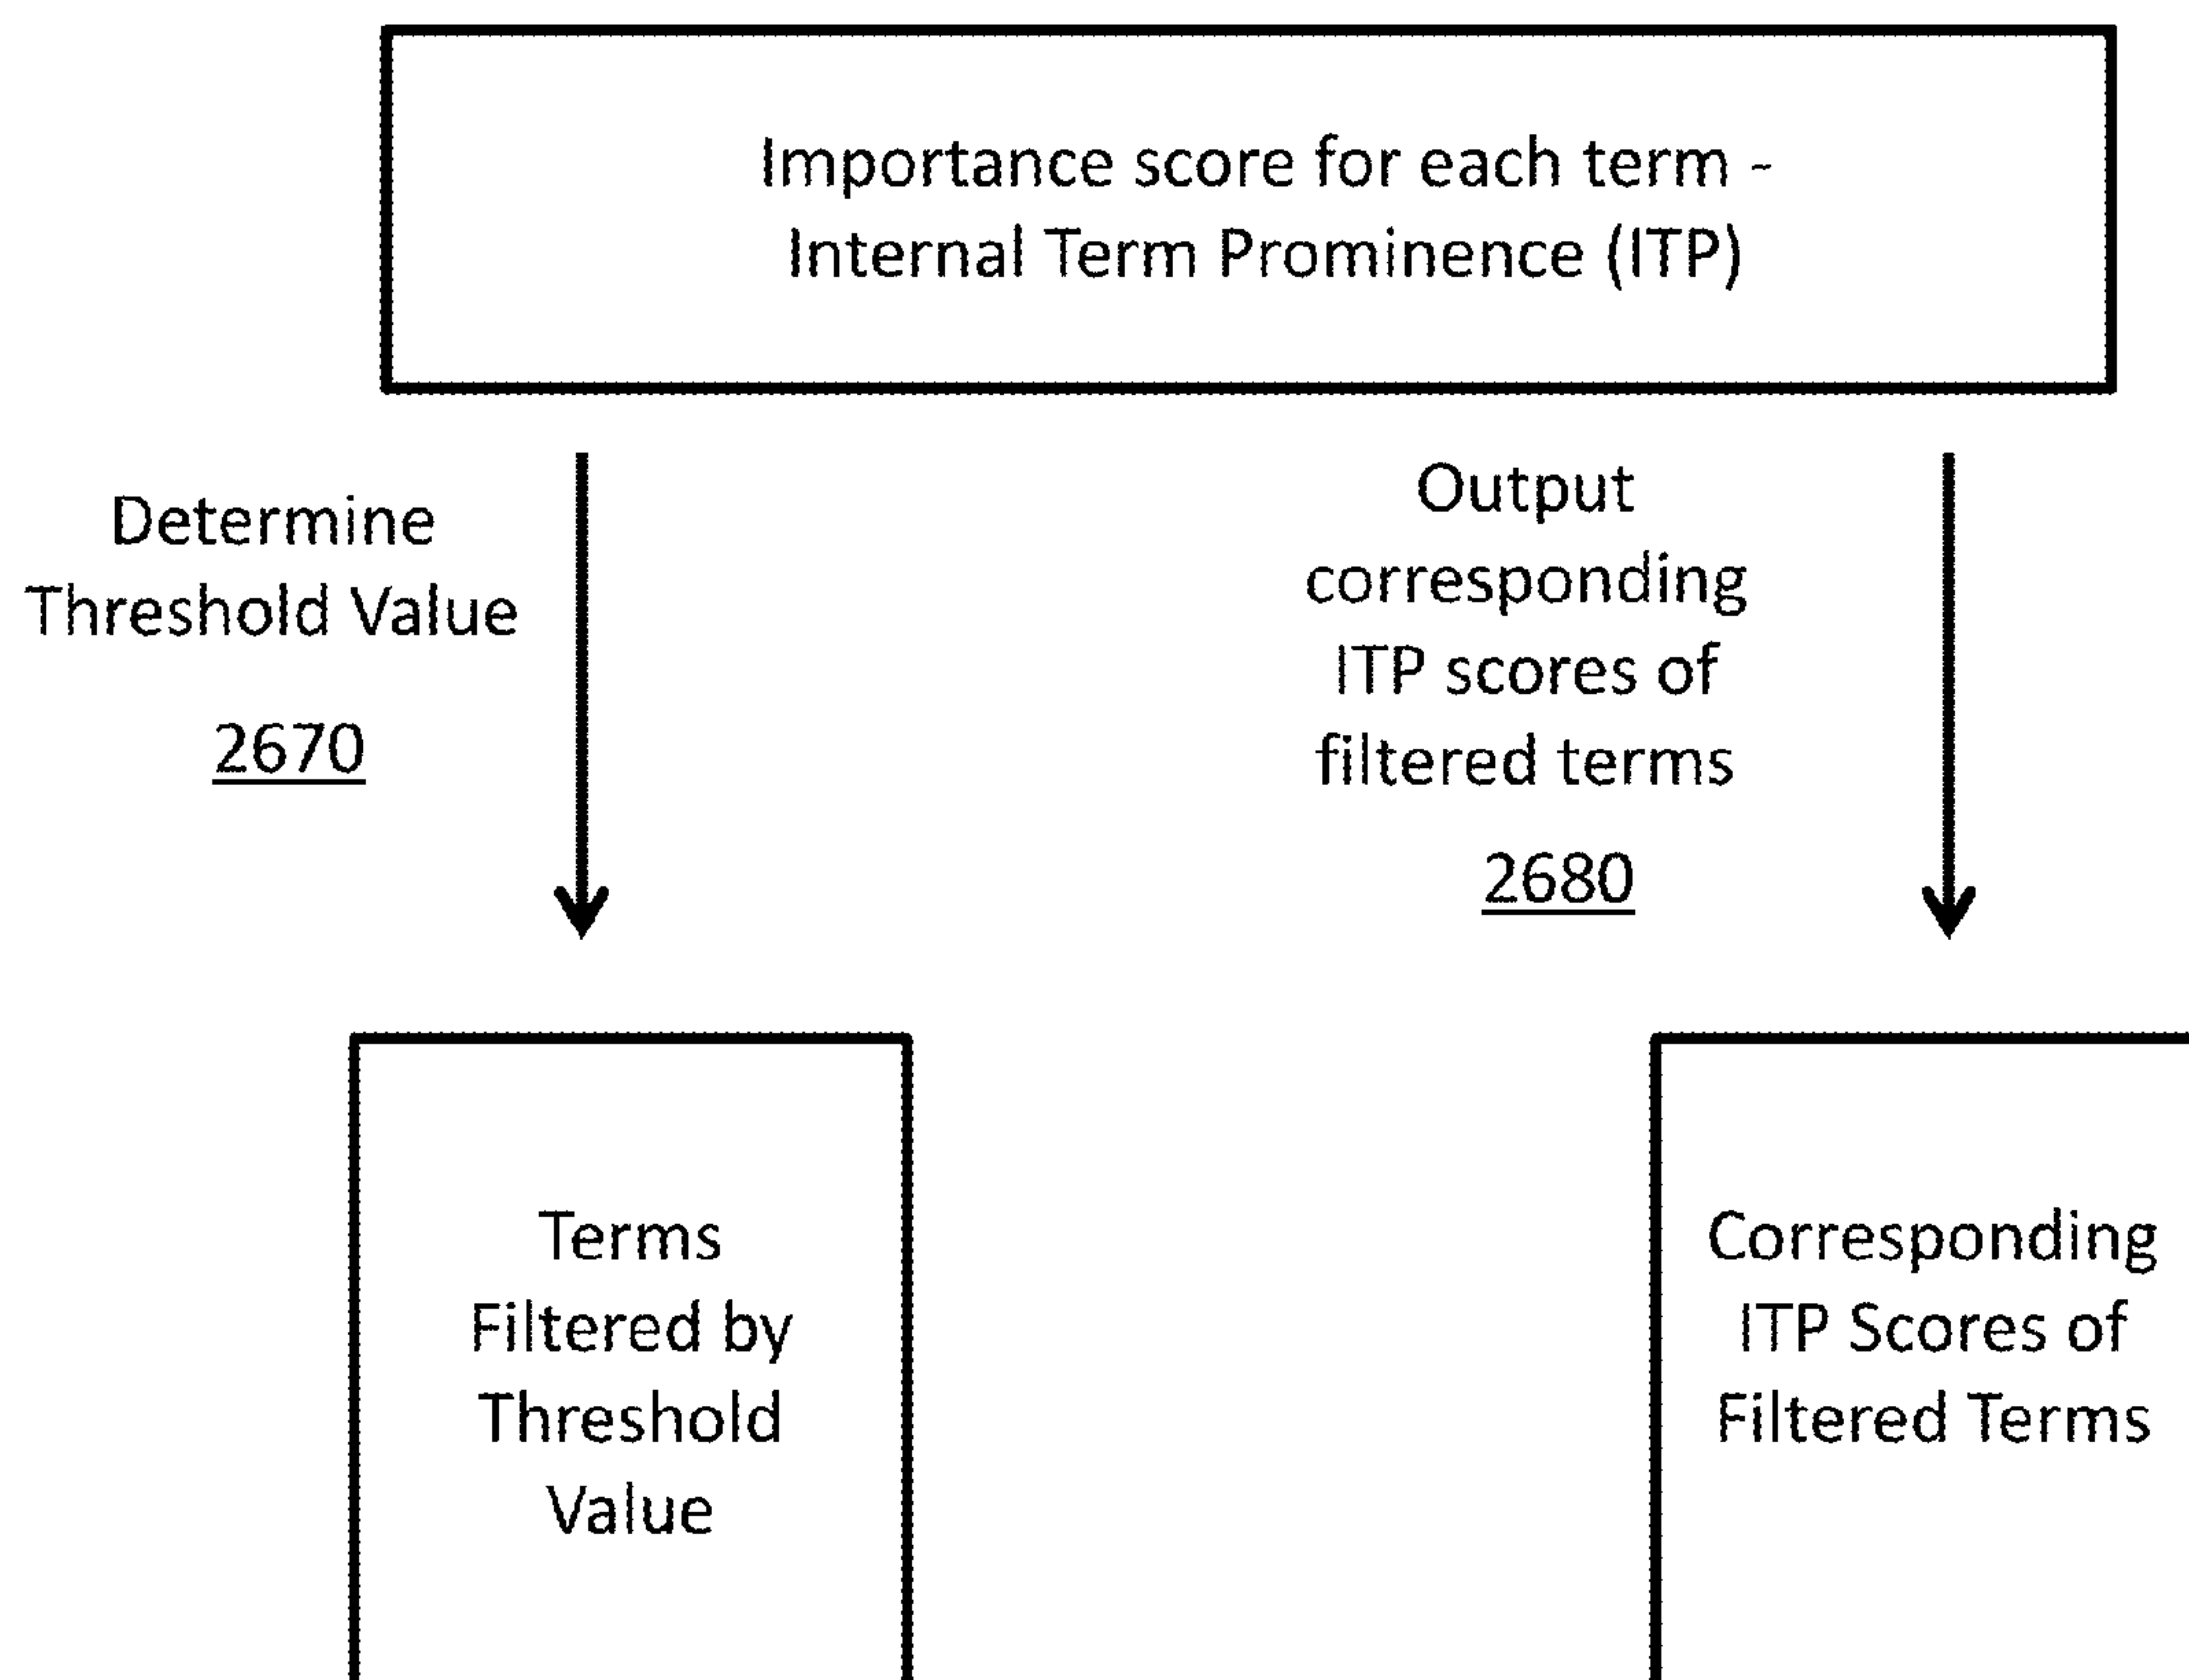 Importance score for each term -
Internal Term Prominence (ITP)
Determine
Threshold Value
2670
Output
corresponding
ITP scores of
filtered terms
2680
Terms
Filtered by
Threshold
Value
Corresponding
ITP Scores of
Filtered Terms